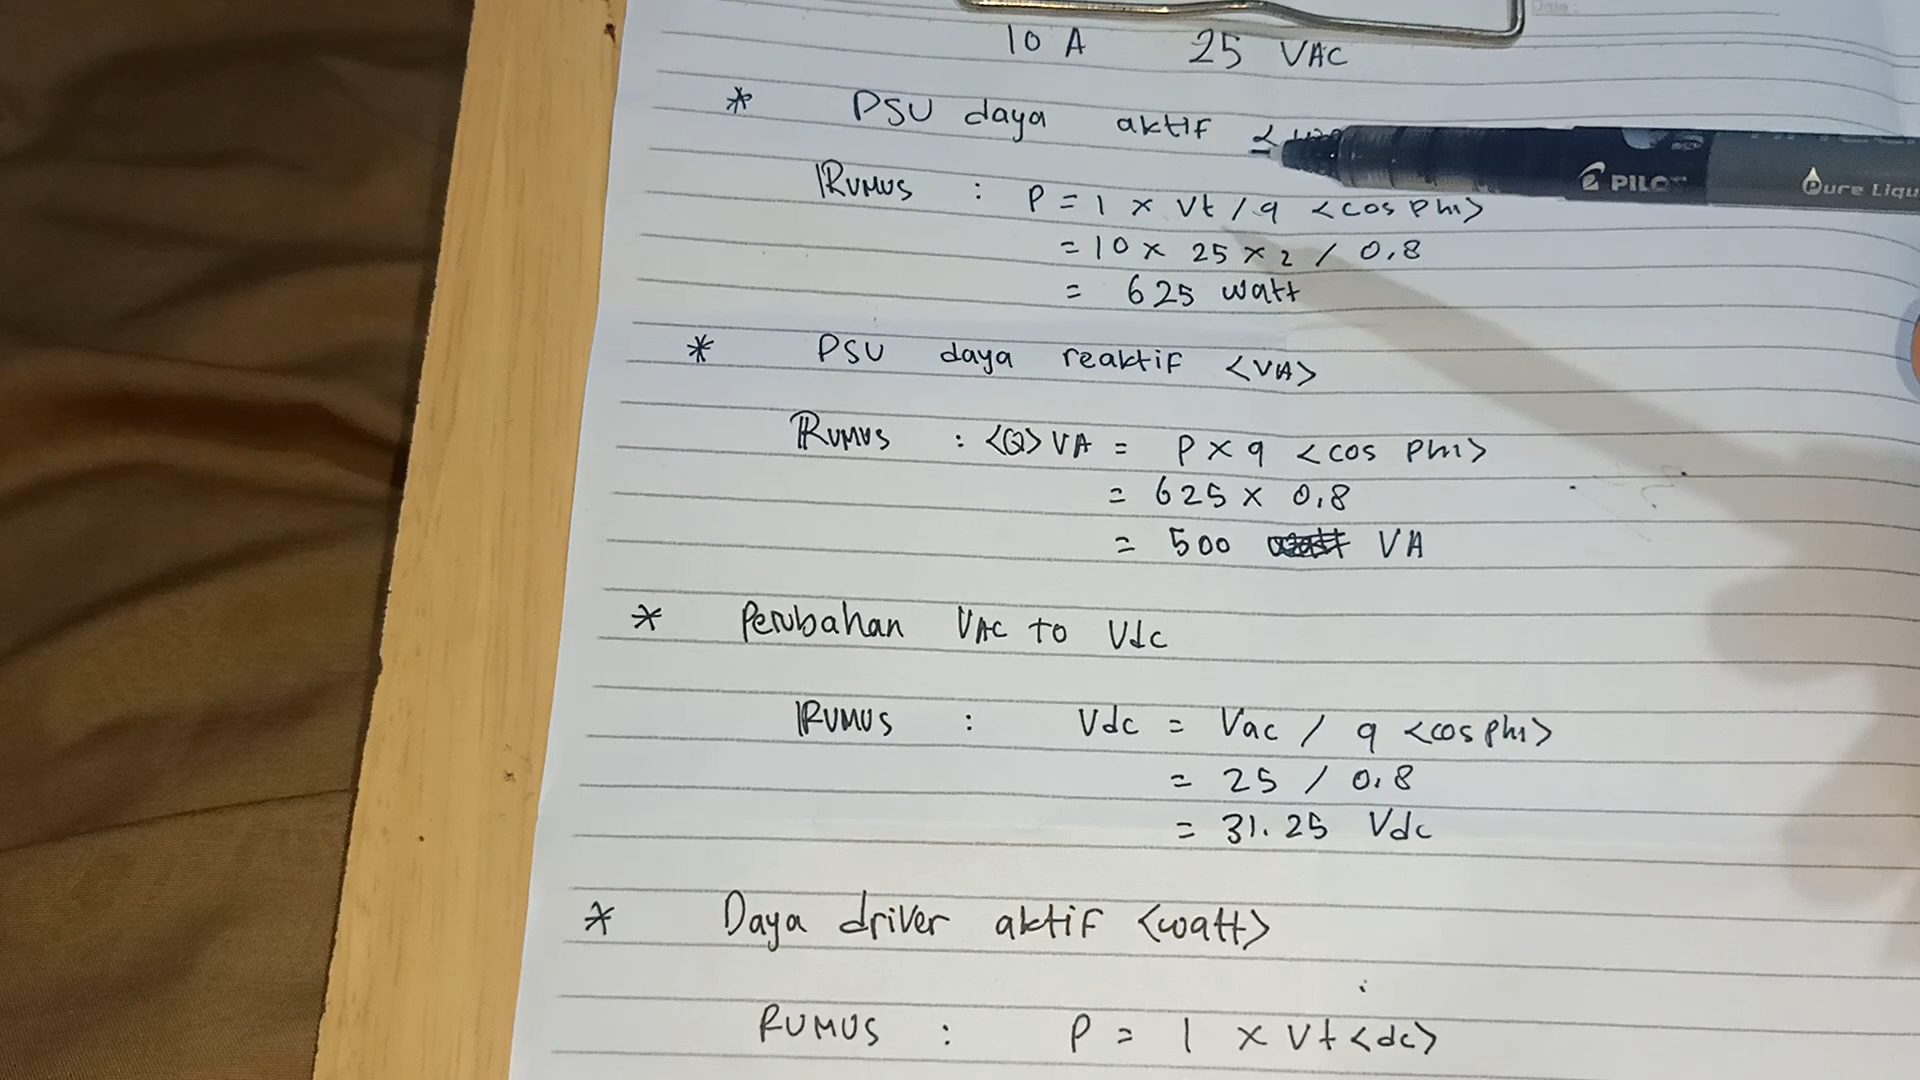 Date:
10 A 25 VAC
* PSU daya aktif <
RUMUS : P = I x Vt / q <cos Phi>
= 10 x 25 x 2 / 0,8
= 625 watt
* PSU daya reaktif <VA>
RUMUS : <Q> VA = P x q <cos Phi>
= 625 x 0,8
= 500 VA
* Perubahan VAC to Vdc
RUMUS : Vdc = Vac / q <cos phi>
= 25 / 0.8
= 31.25 Vdc
* Daya driver aktif <watt>
RUMUS : P = I x Vt <dc>
PILOT
Pure Liqu